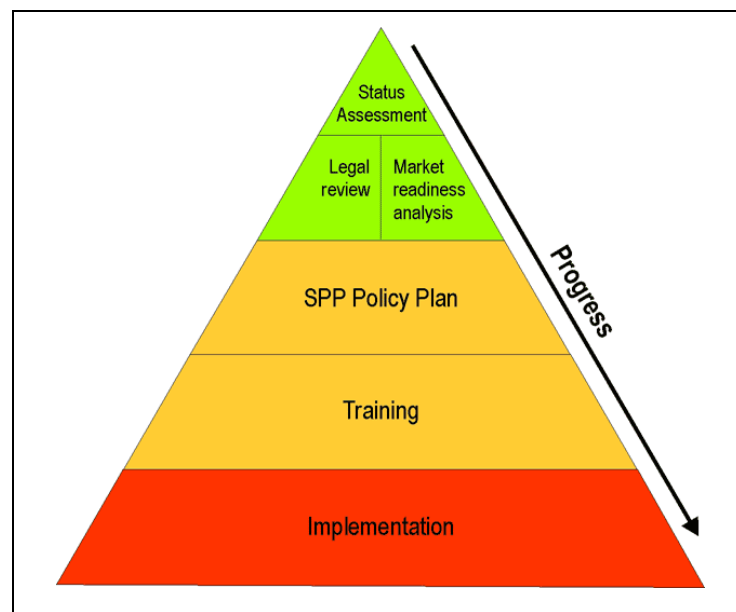 Status
Assessment
Legal
review
Market
readiness
analysis
SPP Policy Plan
Training
Implementation
Progress